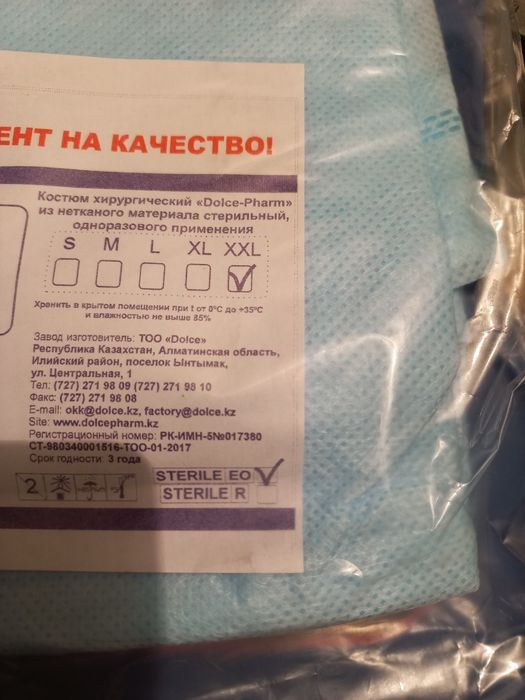 ЕНТ НА КАЧЕСТВО!
Костюм хирургический «Dolce-Pharm»
из нетканого материала стерильный,
одноразового применения
S M L XL XXL
Хранить в крытом помещении при t от 0°С до +35°С
и влажностью не выше 85%
Завод изготовитель: ТОО «Dolce»
Республика Казахстан, Алматинская область,
Илийский район, поселок Ынтымак,
ул. Центральная, 1
Тел: (727) 271 98 09 (727) 271 98 10
Факс: (727) 271 98 08
E-mail: okk@dolce.kz, factory@dolce.kz
Site: www.dolcepharm.kz
Регистрационный номер: РК-ИМН-5№017380
СТ-980340001516-ТОО-01-2017
Срок годности: 3 года
2 STERILE EO
STERILE R